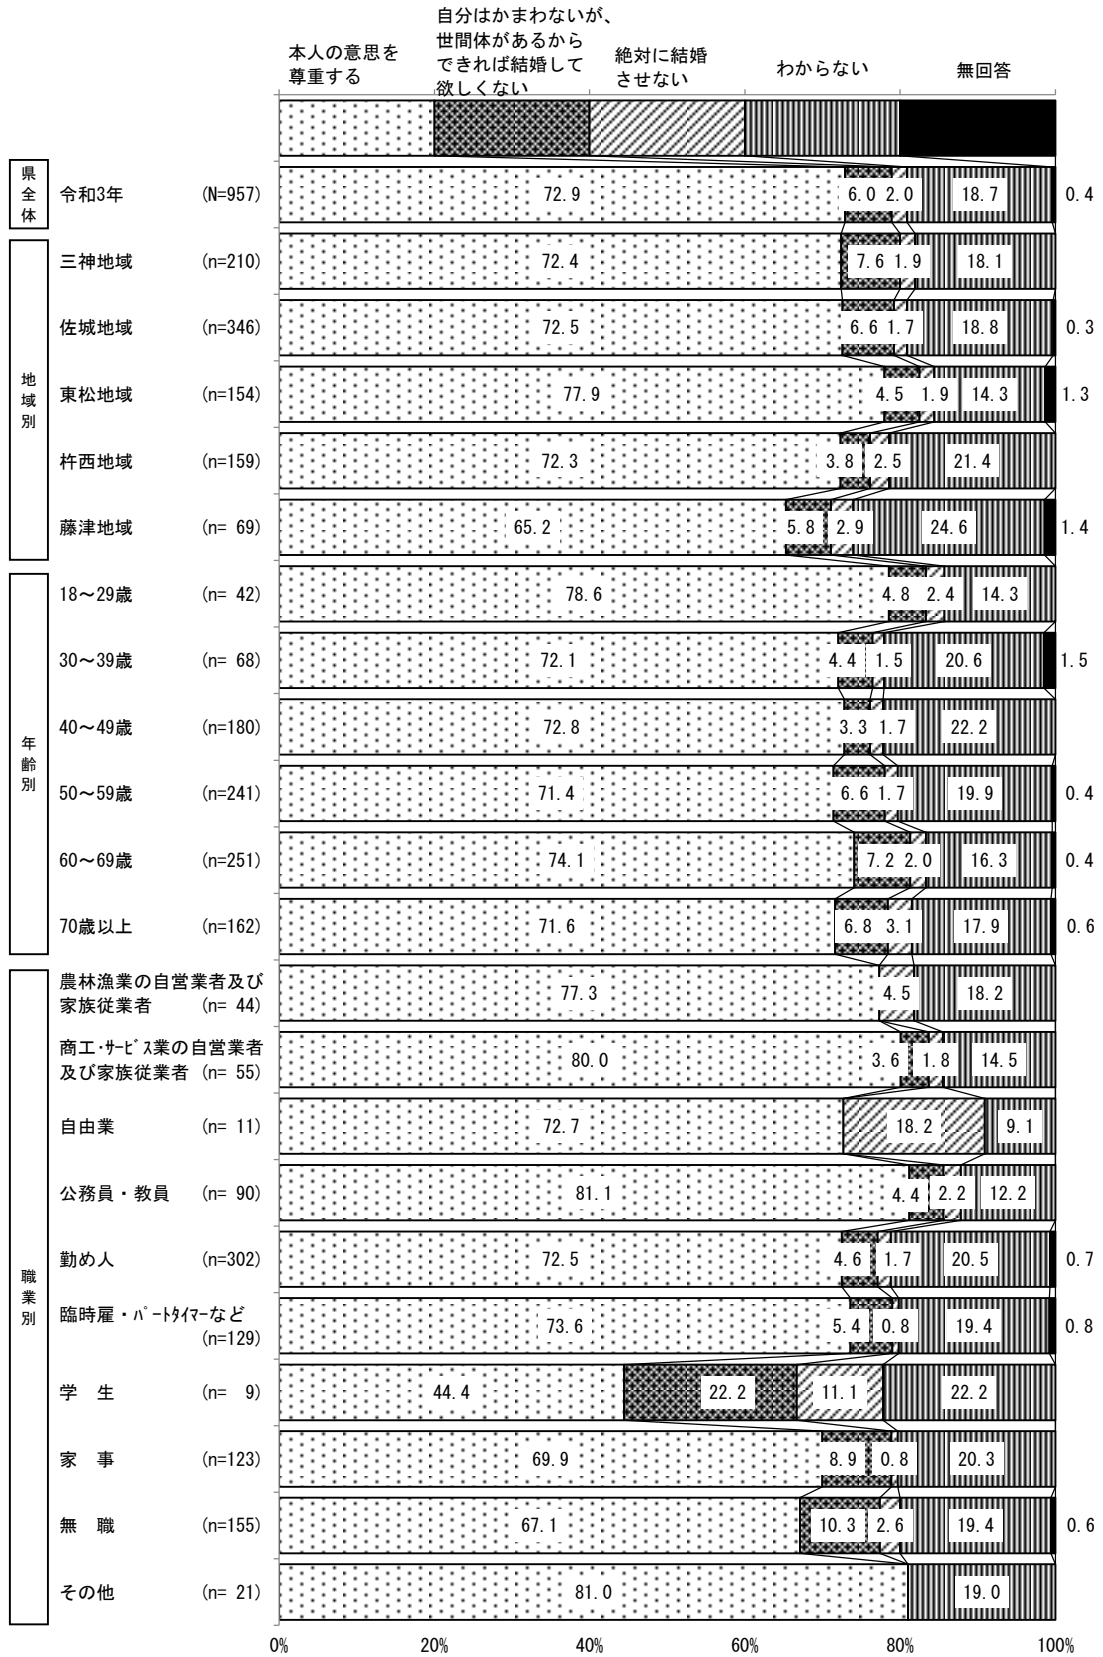 自分はかまわないが、
世間体があるから
できれば結婚して
欲しくない
本人の意思を
尊重する
絶対に結婚
させない
わからない
無回答
県全体
令和3年 (N=957) 72.9 6.0 2.0 18.7 0.4
地域別
三神地域 (n=210) 72.4 7.6 1.9 18.1
佐城地域 (n=346) 72.5 6.6 1.7 18.8 0.3
東松地域 (n=154) 77.9 4.5 1.9 14.3 1.3
杵西地域 (n=159) 72.3 3.8 2.5 21.4
藤津地域 (n= 69) 65.2 5.8 2.9 24.6 1.4
年齢別
18～29歳 (n= 42) 78.6 4.8 2.4 14.3
30～39歳 (n= 68) 72.1 4.4 1.5 20.6 1.5
40～49歳 (n=180) 72.8 3.3 1.7 22.2
50～59歳 (n=241) 71.4 6.6 1.7 19.9 0.4
60～69歳 (n=251) 74.1 7.2 2.0 16.3 0.4
70歳以上 (n=162) 71.6 6.8 3.1 17.9 0.6
職業別
農林漁業の自営業者及び
家族従業者 (n= 44) 77.3 4.5 18.2
商工･ｻｰﾋﾞｽ業の自営業者
及び家族従業者 (n= 55) 80.0 3.6 1.8 14.5
自由業 (n= 11) 72.7 18.2 9.1
公務員・教員 (n= 90) 81.1 4.4 2.2 12.2
勤め人 (n=302) 72.5 4.6 1.7 20.5 0.7
臨時雇・ﾊﾟｰﾄﾀｲﾏｰなど
(n=129) 73.6 5.4 0.8 19.4 0.8
学　生 (n= 9) 44.4 22.2 11.1 22.2
家　事 (n=123) 69.9 8.9 0.8 20.3
無　職 (n=155) 67.1 10.3 2.6 19.4 0.6
その他 (n= 21) 81.0 19.0
0% 20% 40% 60% 80% 100%